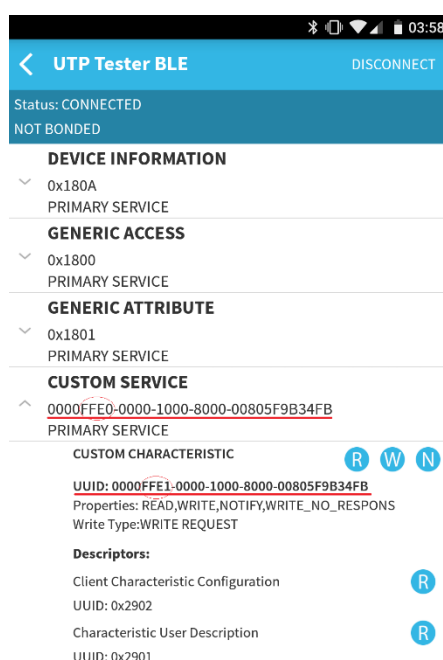 03:58
UTP Tester BLE
DISCONNECT
Status: CONNECTED
NOT BONDED
DEVICE INFORMATION
0x180A
PRIMARY SERVICE
GENERIC ACCESS
0x1800
PRIMARY SERVICE
GENERIC ATTRIBUTE
0x1801
PRIMARY SERVICE
CUSTOM SERVICE
0000FFE0-0000-1000-8000-00805F9B34FB
PRIMARY SERVICE
CUSTOM CHARACTERISTIC
R W N
UUID: 0000FFE1-0000-1000-8000-00805F9B34FB
Properties: READ,WRITE,NOTIFY,WRITE_NO_RESPONS
Write Type:WRITE REQUEST
Descriptors:
Client Characteristic Configuration
R
UUID: 0x2902
Characteristic User Description
R
UUID: 0x2901